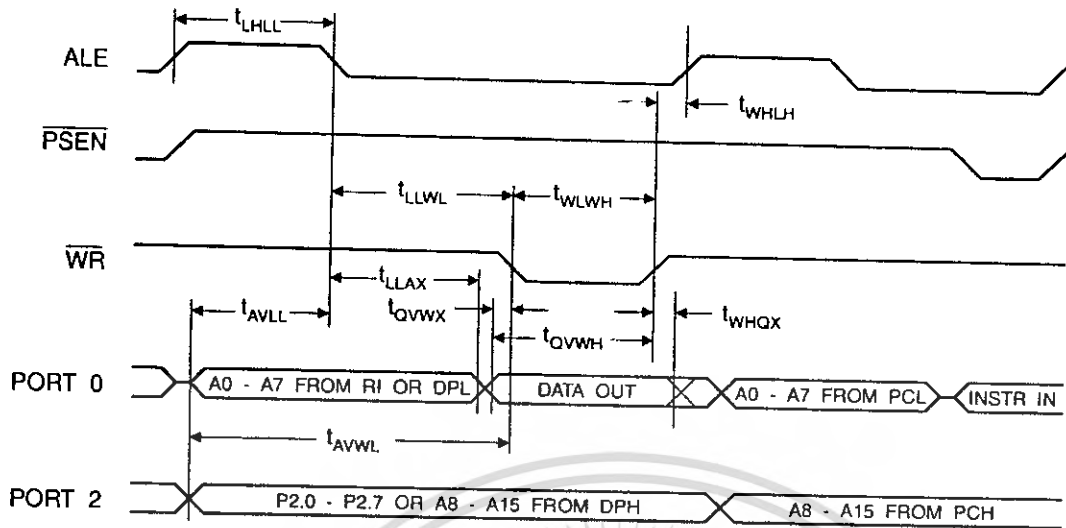 tLHLL
ALE
tWHLH
PSEN
tLLWL
tWLWH
WR
tLLAX
tAVLL
tQVWX
tWHQX
tQVWH
PORT 0
A0 - A7 FROM RI OR DPL
DATA OUT
A0 - A7 FROM PCL
INSTR IN
tAVWL
PORT 2
P2.0 - P2.7 OR A8 - A15 FROM DPH
A8 - A15 FROM PCH